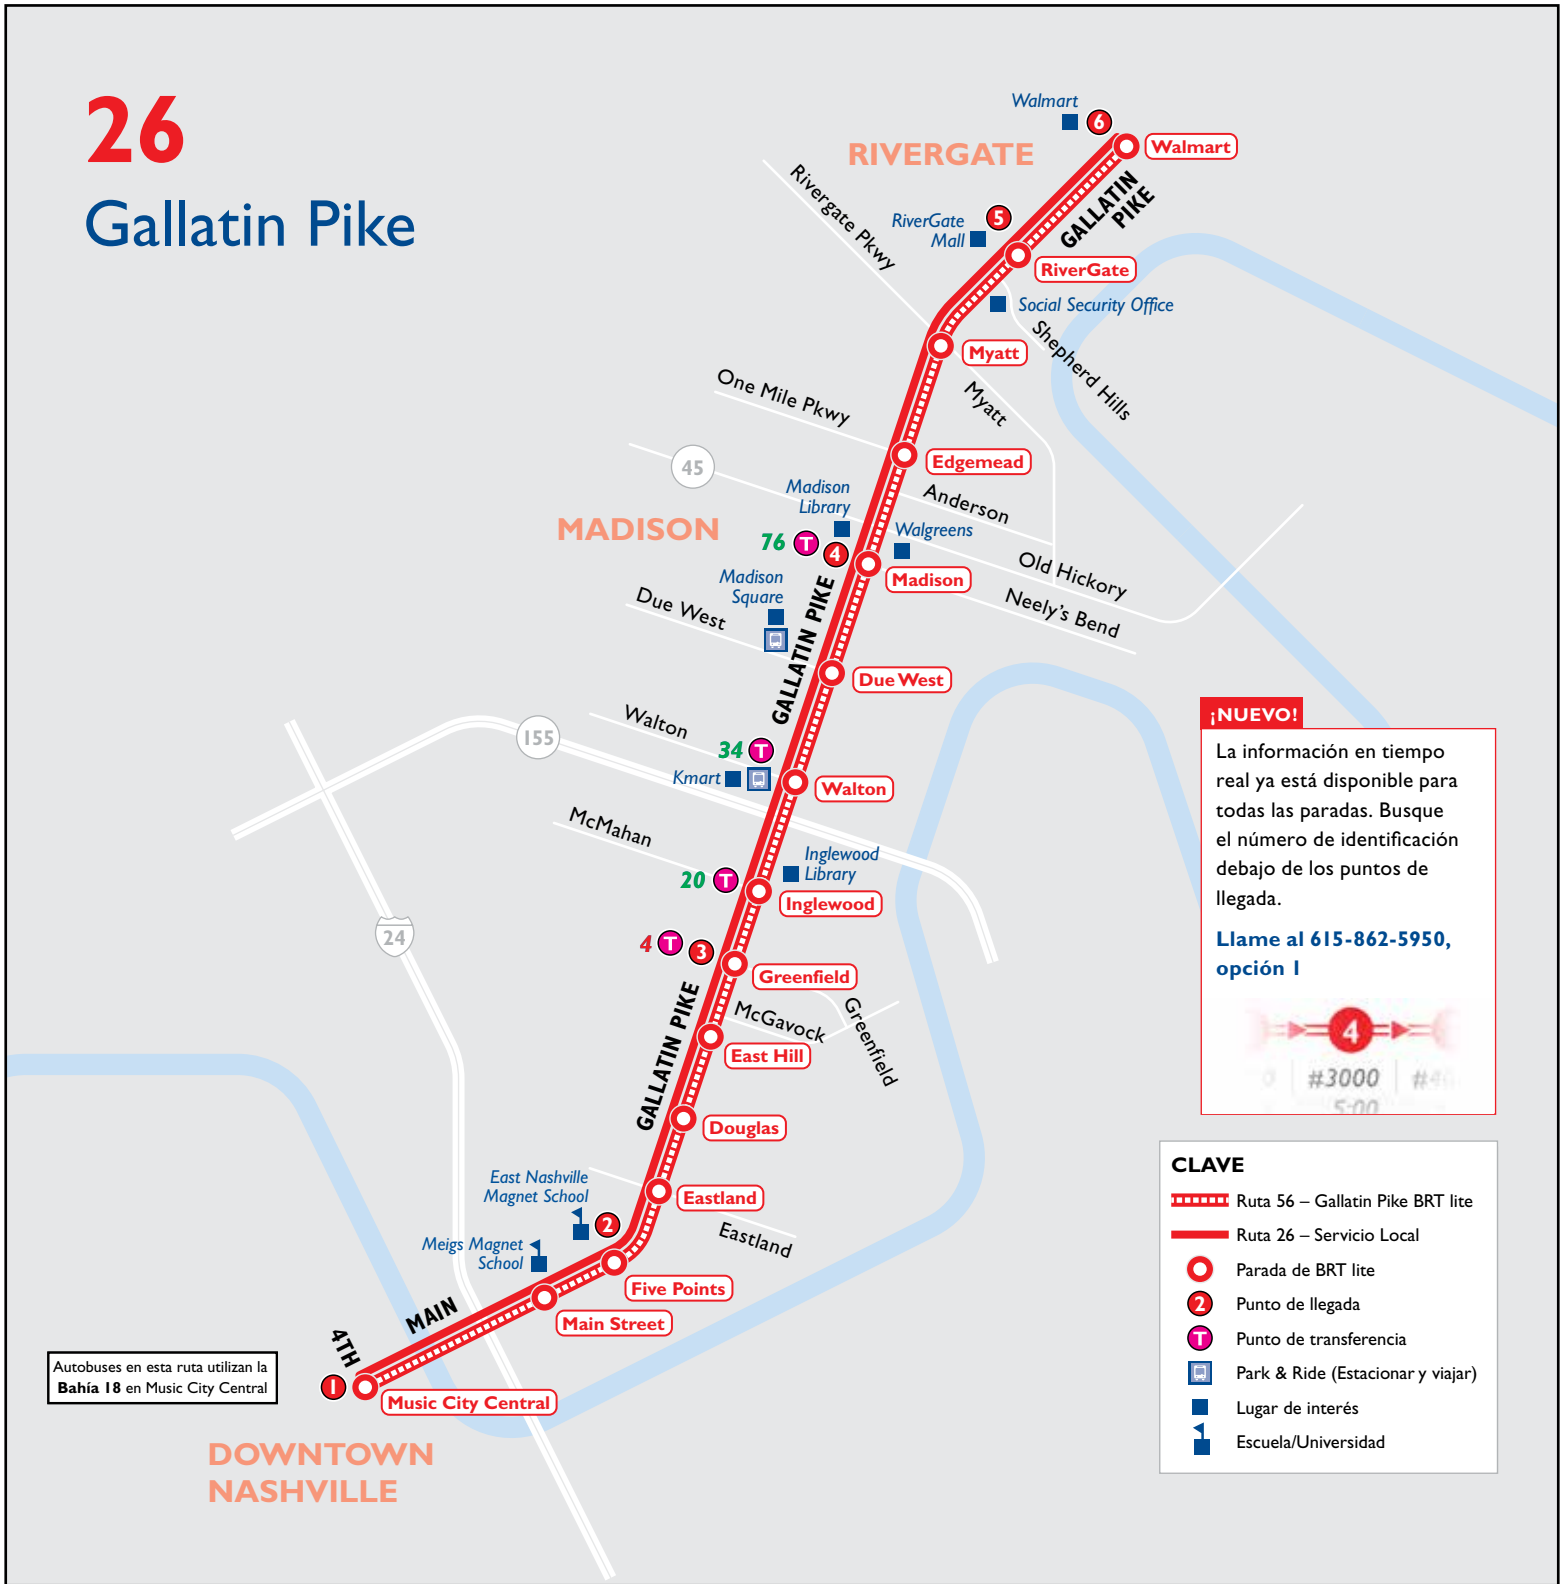 26
Gallatin Pike
Walmart
6
Walmart
RIVERGATE
GALLATIN
PIKE
Rivergate Pkwy
RiverGate
Mall
5
RiverGate
Social Security Office
Shepherd Hills
Myatt
Myatt
One Mile Pkwy
Edgemead
45
Madison
Library
Anderson
Walgreens
MADISON
76 T
4
Madison
Old Hickory
Neely's Bend
Madison
Square
Due West
GALLATIN PIKE
Due West
Walton
155
34 T
Kmart
Walton
McMahan
Inglewood
Library
20 T
Inglewood
24
4 T 3
Greenfield
GALLATIN PIKE
McGavock
Greenfield
East Hill
Douglas
East Nashville
Magnet School
Eastland
2
Eastland
Meigs Magnet
School
Five Points
Main Street
MAIN
4TH
Autobuses en esta ruta utilizan la
Bahía 18 en Music City Central
1
Music City Central
DOWNTOWN
NASHVILLE
¡NUEVO!
La información en tiempo
real ya está disponible para
todas las paradas. Busque
el número de identificación
debajo de los puntos de
llegada.
Llame al 615-862-5950,
opción 1
4
#3000
5:00
CLAVE
Ruta 56 – Gallatin Pike BRT lite
Ruta 26 – Servicio Local
Parada de BRT lite
2 Punto de llegada
T Punto de transferencia
Park & Ride (Estacionar y viajar)
Lugar de interés
Escuela/Universidad